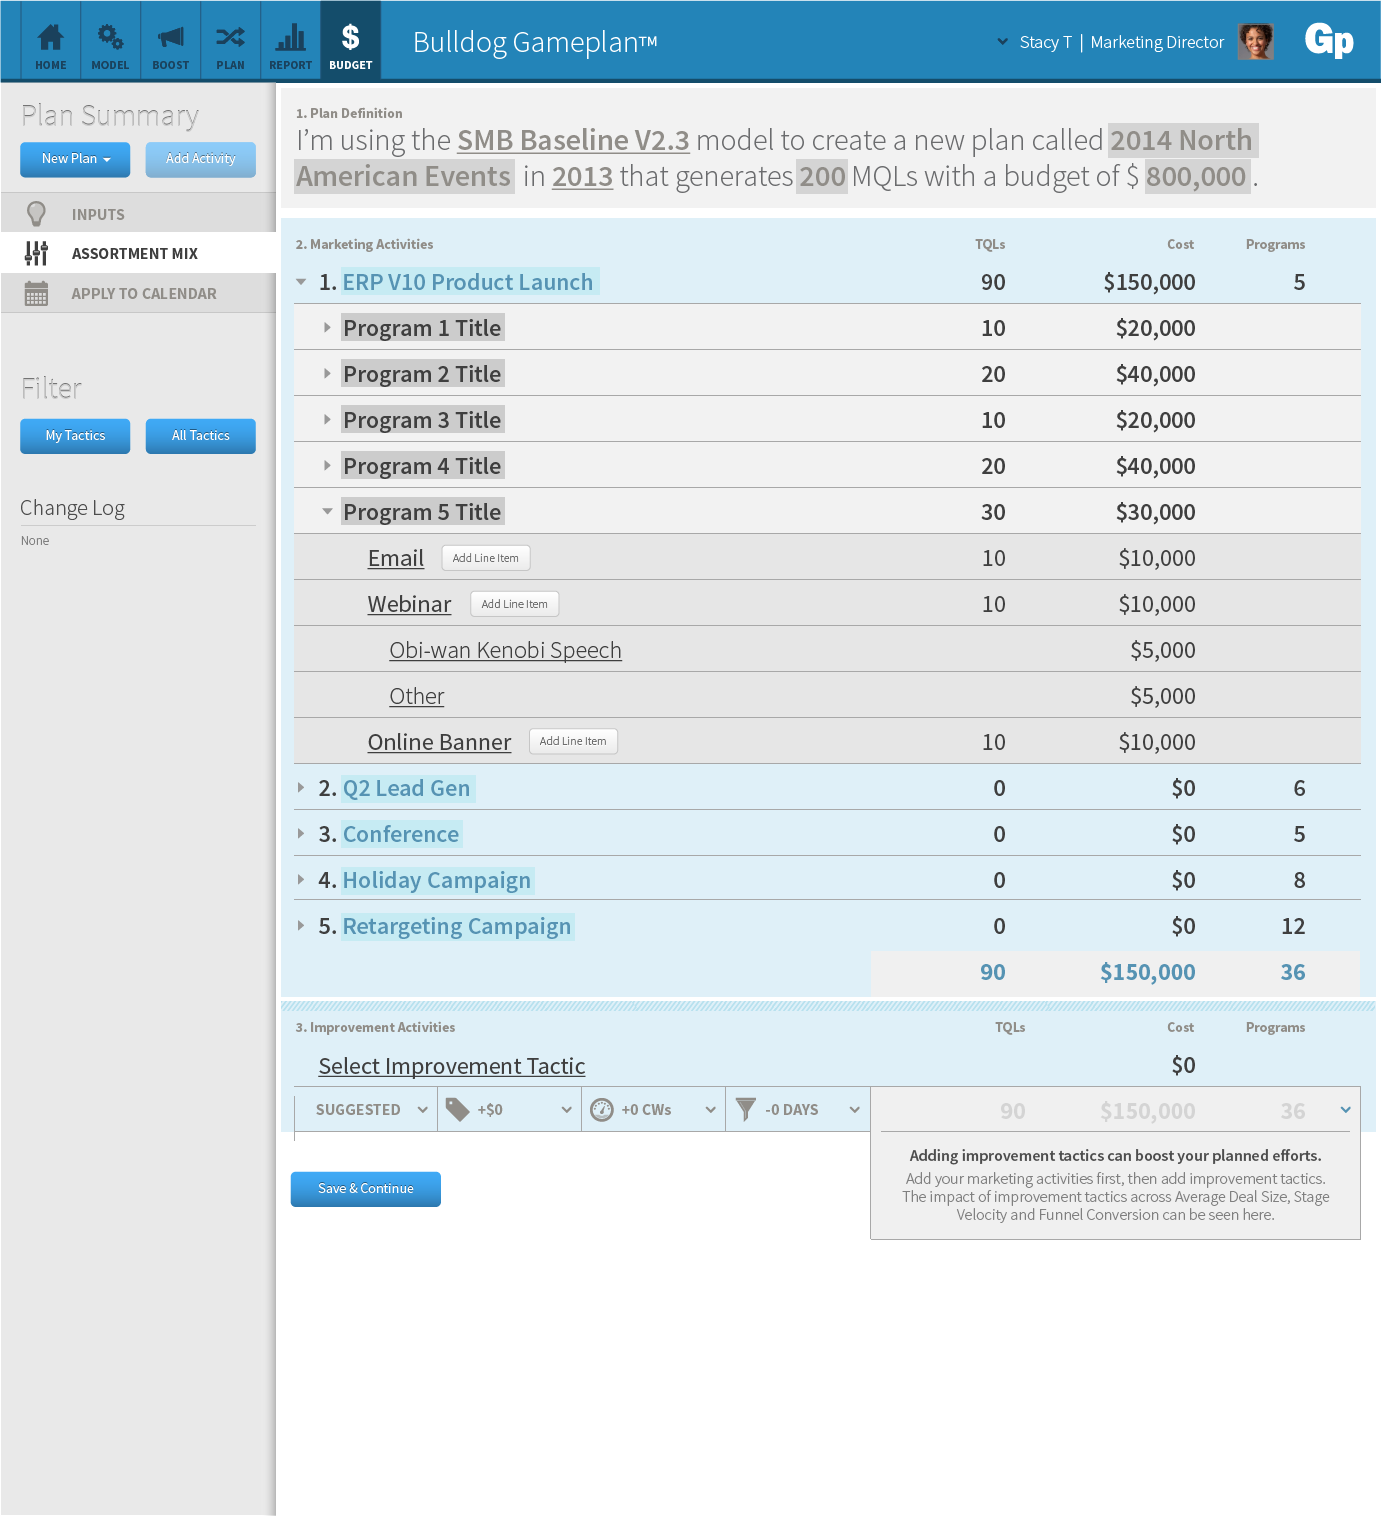 HOME MODEL BOOST PLAN REPORT $ BUDGET
Bulldog Gameplan™
Stacy T | Marketing Director
Gp
Plan Summary
New Plan
Add Activity
INPUTS
ASSORTMENT MIX
APPLY TO CALENDAR
Filter
My Tactics
All Tactics
Change Log
None
1. Plan Definition
I’m using the SMB Baseline V2.3 model to create a new plan called 2014 North
American Events in 2013 that generates 200 MQLs with a budget of $ 800,000 .
2. Marketing Activities TQLs Cost Programs
1. ERP V10 Product Launch 90 $150,000 5
Program 1 Title 10 $20,000
Program 2 Title 20 $40,000
Program 3 Title 10 $20,000
Program 4 Title 20 $40,000
Program 5 Title 30 $30,000
Email Add Line Item 10 $10,000
Webinar Add Line Item 10 $10,000
Obi-wan Kenobi Speech $5,000
Other $5,000
Online Banner Add Line Item 10 $10,000
2. Q2 Lead Gen 0 $0 6
3. Conference 0 $0 5
4. Holiday Campaign 0 $0 8
5. Retargeting Campaign 0 $0 12
90 $150,000 36
3. Improvement Activities TQLs Cost Programs
Select Improvement Tactic $0
SUGGESTED +$0 +0 CWs -0 DAYS 90 $150,000 36
Adding improvement tactics can boost your planned efforts.
Add your marketing activities first, then add improvement tactics.
The impact of improvement tactics across Average Deal Size, Stage
Velocity and Funnel Conversion can be seen here.
Save & Continue